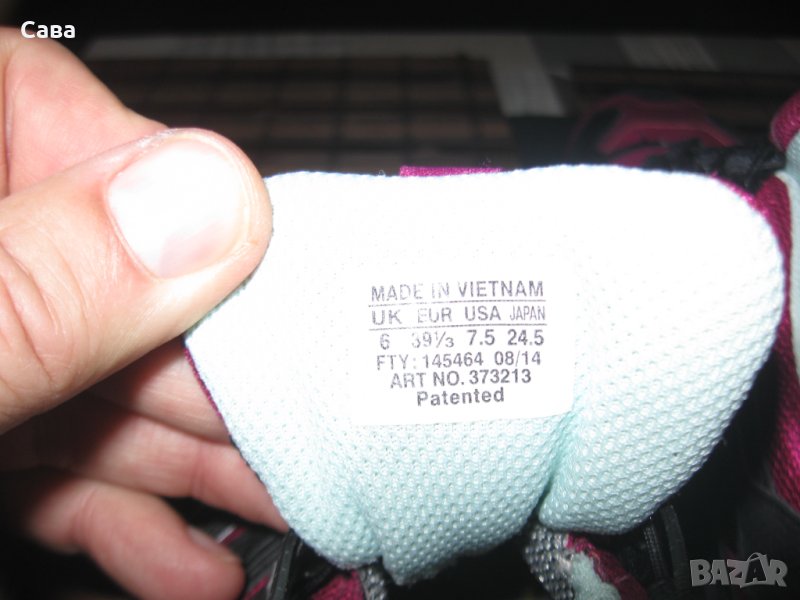 Сава
MADE IN VIETNAM
UK EUR USA JAPAN
6 39⅓ 7.5 24.5
FTY: 145464 08/14
ART NO. 373213
Patented
BAZAR